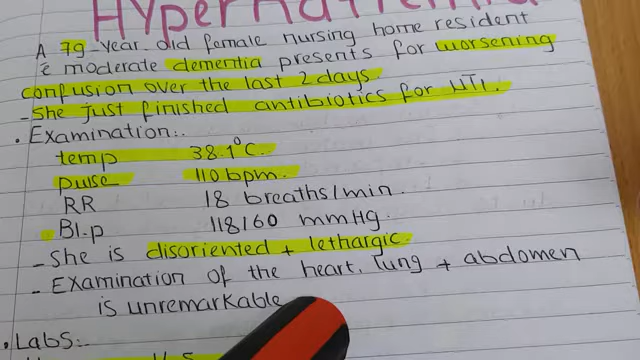 Hypernatremia
A 79 year old female nursing home resident
c̄ moderate dementia presents for worsening
confusion over the last 2 days
- She just finished antibiotics for UTI.
• Examination:.
temp 38.1°C
pulse 110 bpm.
RR 18 breaths/min.
Bl.p 118/60 mmHg.
- She is disoriented + lethargic.
- Examination of the heart, lung + abdomen
is unremarkable
• Labs:-